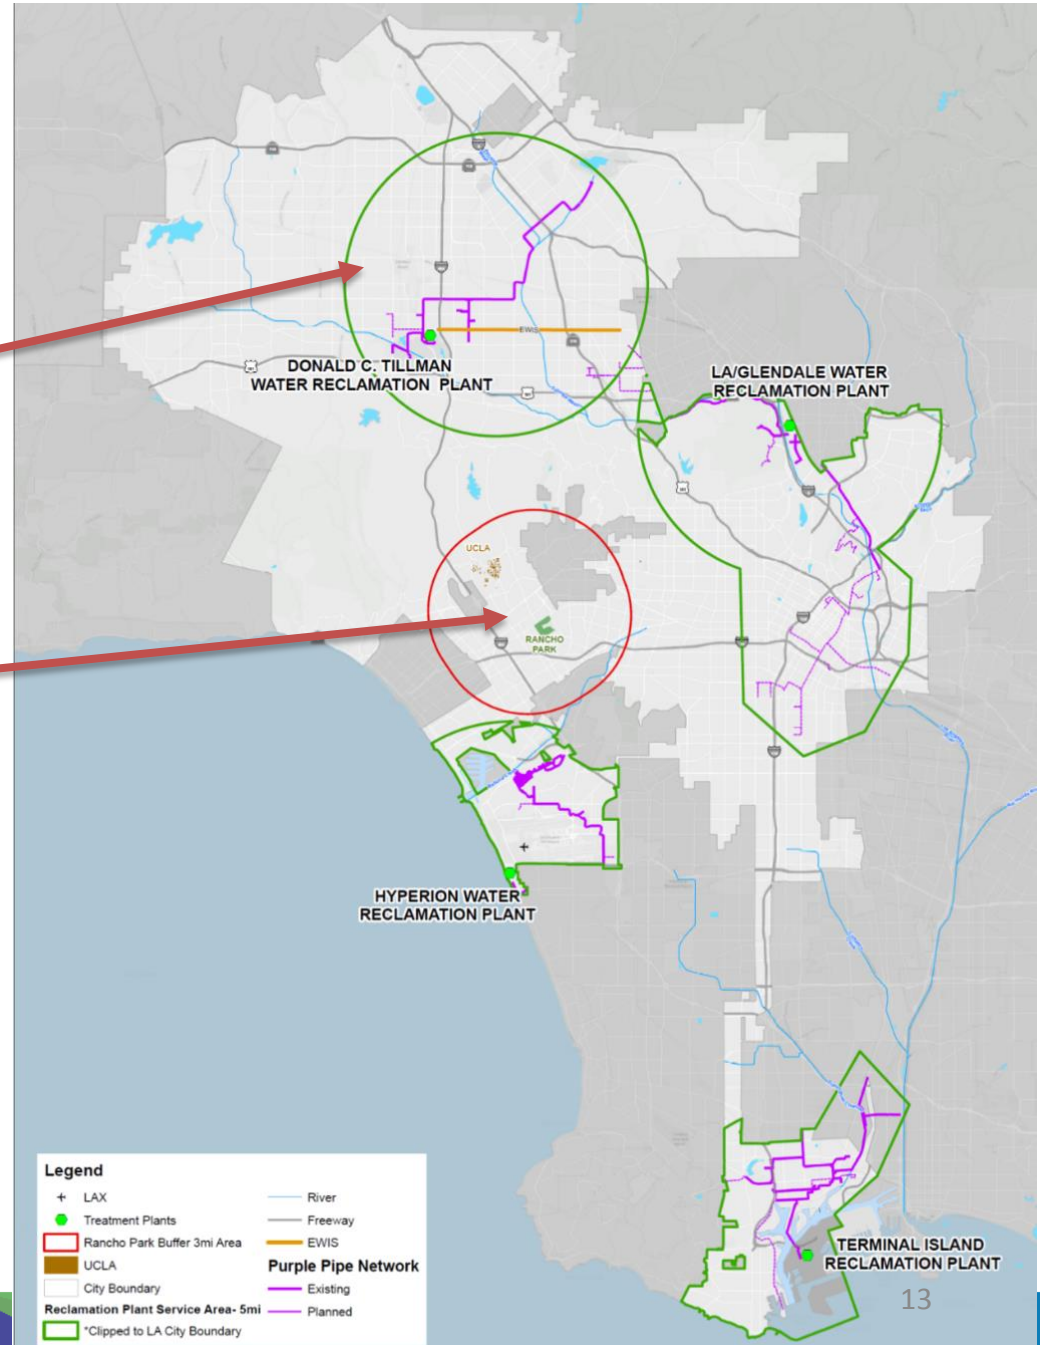 EWIS
DONALD C. TILLMAN
WATER RECLAMATION PLANT
LA/GLENDALE WATER
RECLAMATION PLANT
UCLA
RANCHO
PARK
HYPERION WATER
RECLAMATION PLANT
TERMINAL ISLAND
RECLAMATION PLANT
13
Legend
LAX
Treatment Plants
Rancho Park Buffer 3mi Area
UCLA
City Boundary
Reclamation Plant Service Area- 5mi
*Clipped to LA City Boundary
River
Freeway
EWIS
Purple Pipe Network
Existing
Planned